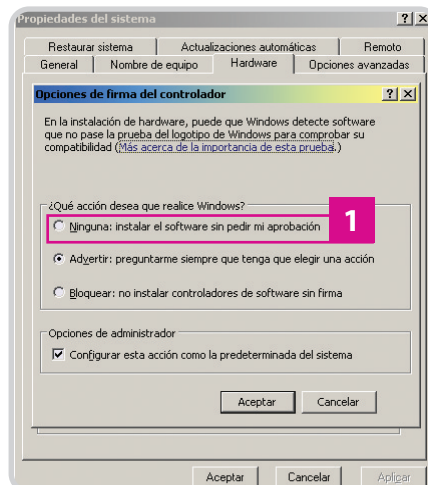 Propiedades del sistema
Restaurar sistema Actualizaciones automáticas Remoto
General Nombre de equipo Hardware Opciones avanzadas
Opciones de firma del controlador
En la instalación de hardware, puede que Windows detecte software
que no pase la prueba del logotipo de Windows para comprobar su
compatibilidad (Más acerca de la importancia de esta prueba.)
¿Qué acción desea que realice Windows?
Ninguna: instalar el software sin pedir mi aprobación 1
Advertir: preguntarme siempre que tenga que elegir una acción
Bloquear: no instalar controladores de software sin firma
Opciones de administrador
Configurar esta acción como la predeterminada del sistema
Aceptar Cancelar
Aceptar Cancelar Aplicar